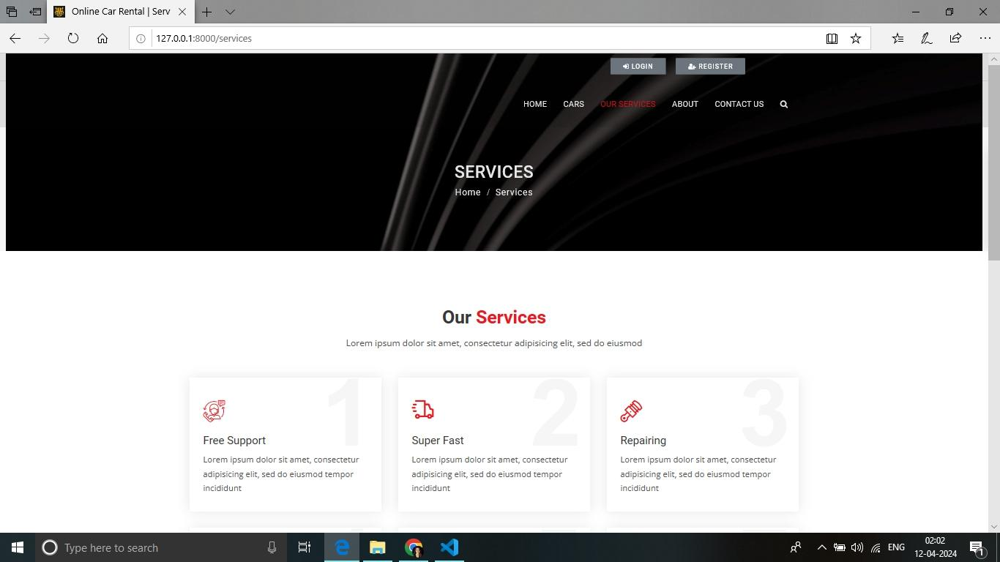 Online Car Rental | Serv
127.0.0.1:8000/services
LOGIN
REGISTER
HOME
CARS
OUR SERVICES
ABOUT
CONTACT US
SERVICES
Home / Services
Our Services
Lorem ipsum dolor sit amet, consectetur adipisicing elit, sed do eiusmod
1
Free Support
Lorem ipsum dolor sit amet, consectetur
adipisicing elit, sed do eiusmod tempor
incididunt
2
Super Fast
Lorem ipsum dolor sit amet, consectetur
adipisicing elit, sed do eiusmod tempor
incididunt
3
Repairing
Lorem ipsum dolor sit amet, consectetur
adipisicing elit, sed do eiusmod tempor
incididunt
Type here to search
ENG
02:02
12-04-2024
1